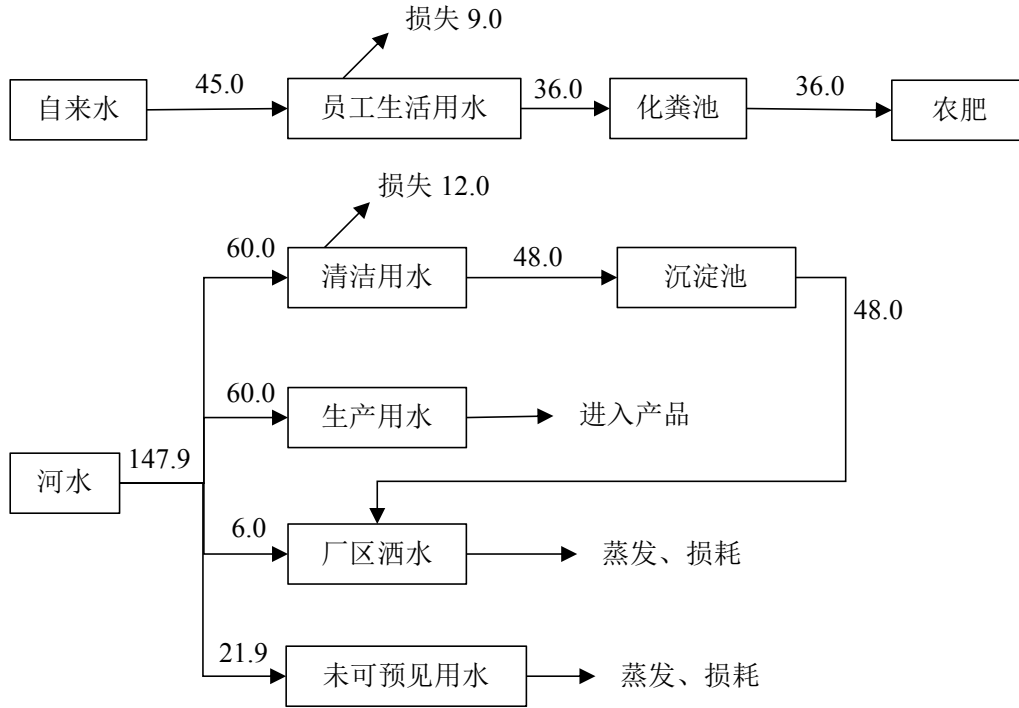 损失 9.0
自来水
45.0
员工生活用水
36.0
化粪池
36.0
农肥
损失 12.0
60.0
清洁用水
48.0
沉淀池
48.0
60.0
生产用水
进入产品
河水
147.9
6.0
厂区洒水
蒸发、损耗
21.9
未可预见用水
蒸发、损耗